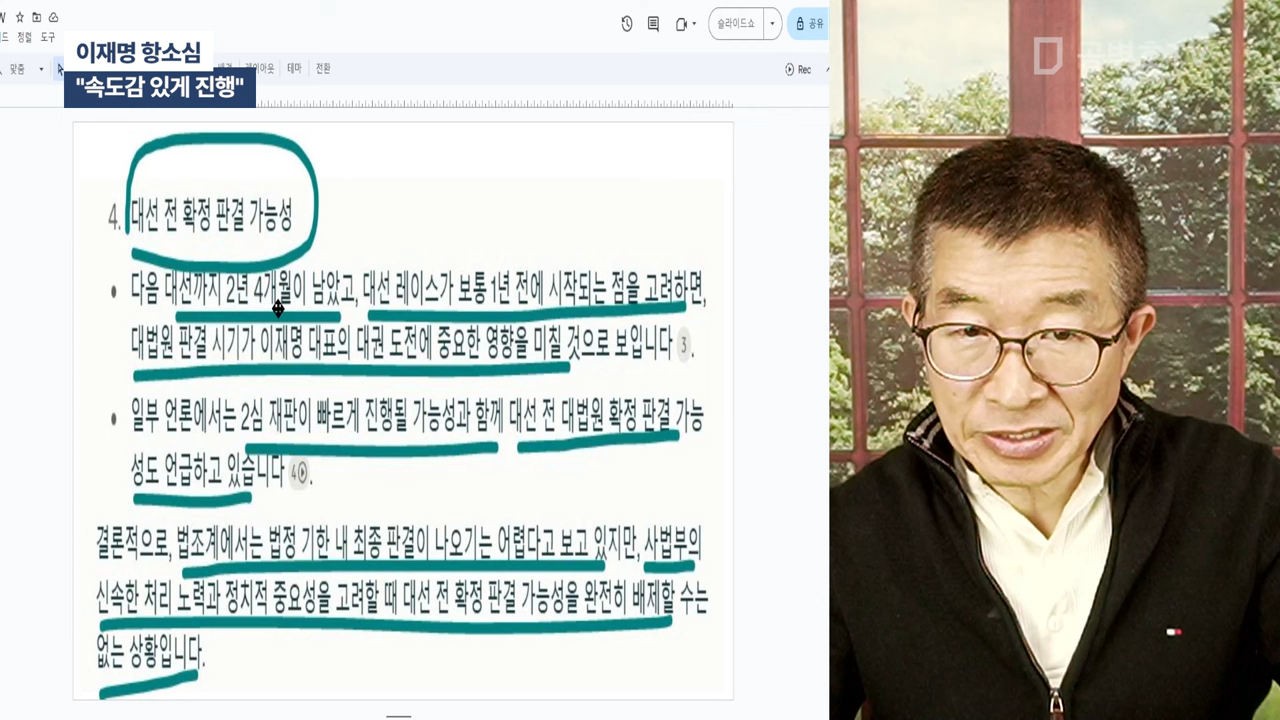 이재명 항소심
"속도감 있게 진행"
정렬 도구
맞춤
테마 전환
슬라이드쇼
공유
Rec
4. 대선 전 확정 판결 가능성
• 다음 대선까지 2년 4개월이 남았고, 대선 레이스가 보통 1년 전에 시작되는 점을 고려하면,
대법원 판결 시기가 이재명 대표의 대권 도전에 중요한 영향을 미칠 것으로 보입니다 3.
• 일부 언론에서는 2심 재판이 빠르게 진행될 가능성과 함께 대선 전 대법원 확정 판결 가능
성도 언급하고 있습니다 4.
결론적으로, 법조계에서는 법정 기한 내 최종 판결이 나오기는 어렵다고 보고 있지만, 사법부의
신속한 처리 노력과 정치적 중요성을 고려할 때 대선 전 확정 판결 가능성을 완전히 배제할 수는
없는 상황입니다.